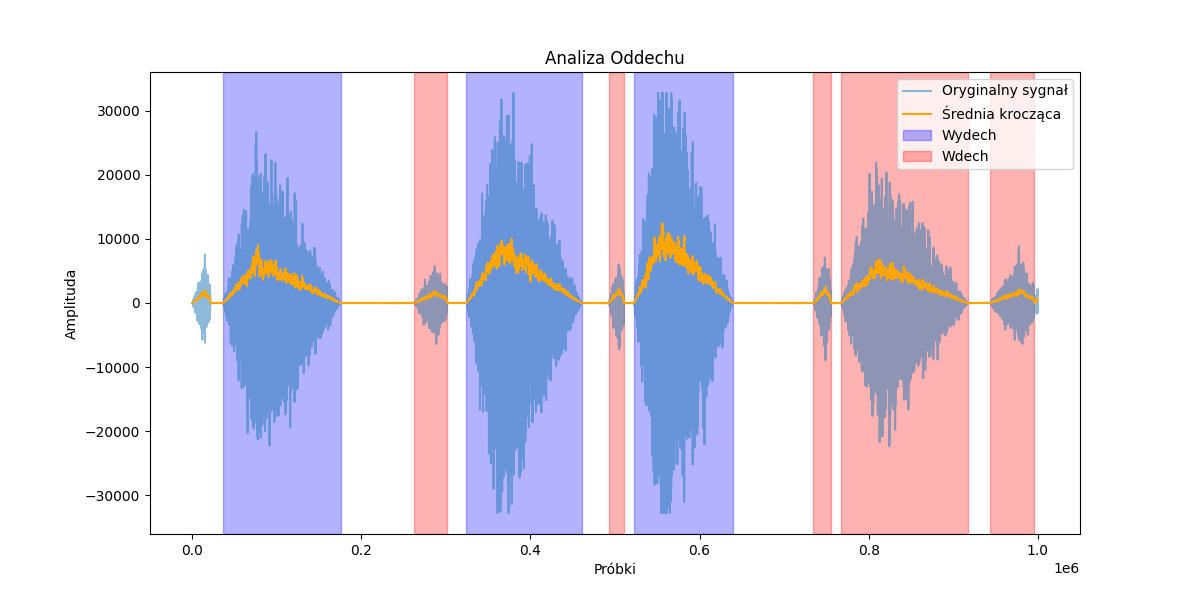 Analiza Oddechu
Oryginalny sygnał
Średnia krocząca
Wydech
Wdech
Amplituda
30000
20000
10000
0
−10000
−20000
−30000
0.0
0.2
0.4
0.6
0.8
1.0
1e6
Próbki